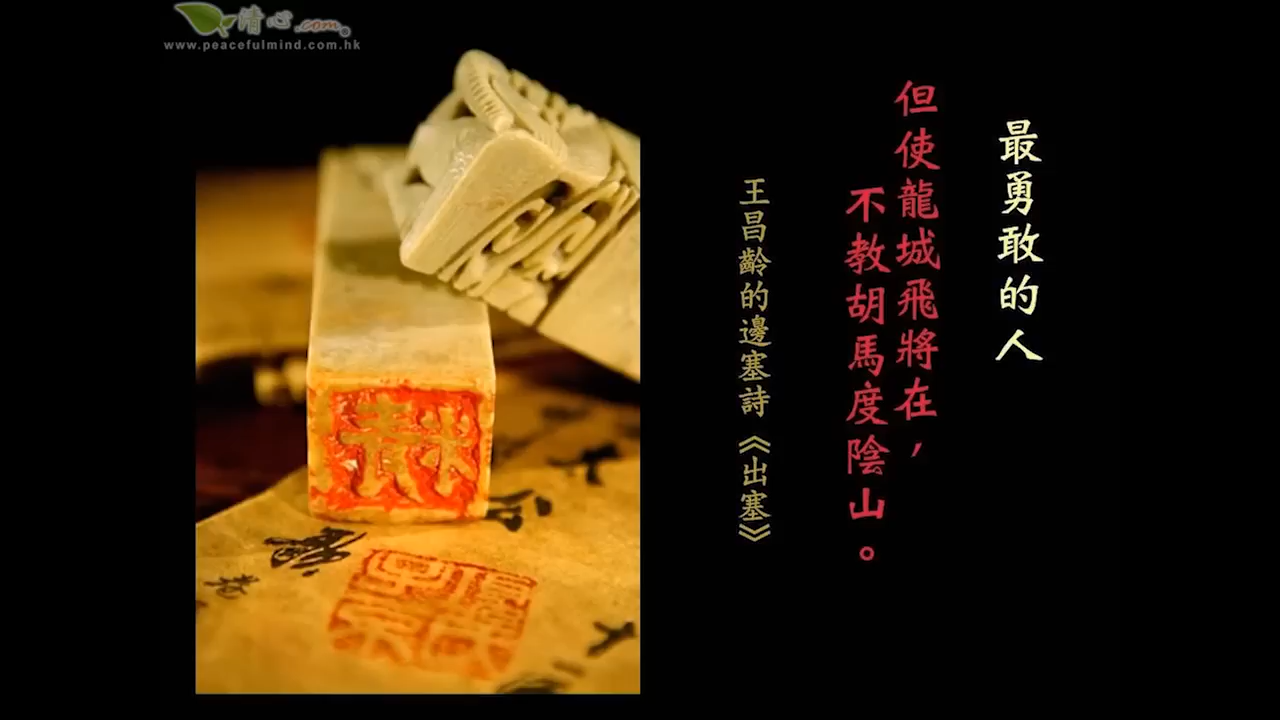 清心.com
www.peacefulmind.com.hk
最勇敢的人
但使龍城飛將在，
不教胡馬度陰山。
王昌齡的邊塞詩《出塞》